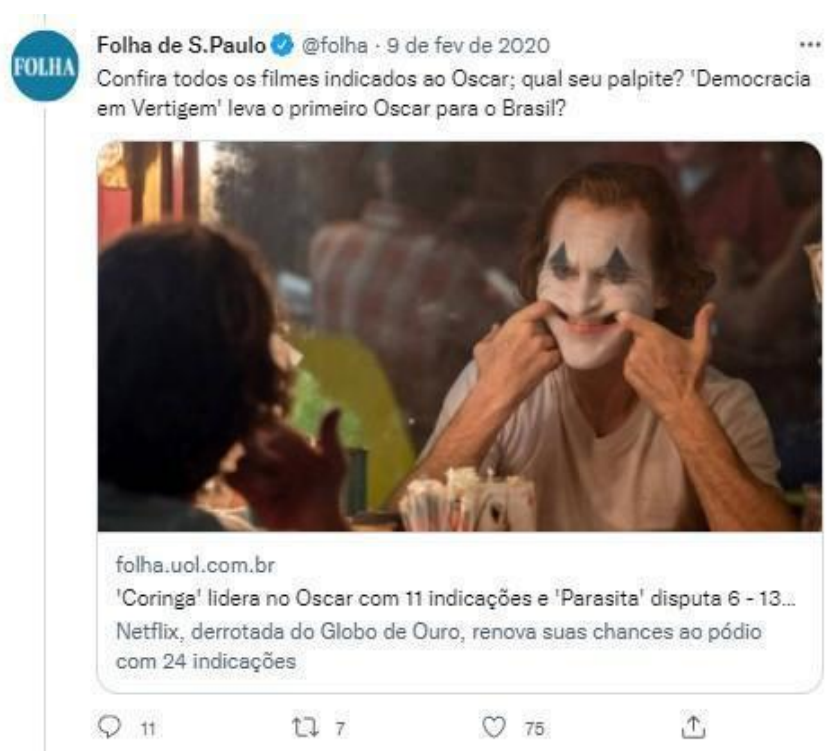 FOLHA
Folha de S.Paulo @folha · 9 de fev de 2020
Confira todos os filmes indicados ao Oscar; qual seu palpite? 'Democracia
em Vertigem' leva o primeiro Oscar para o Brasil?
folha.uol.com.br
'Coringa' lidera no Oscar com 11 indicações e 'Parasita' disputa 6 - 13...
Netflix, derrotada do Globo de Ouro, renova suas chances ao pódio
com 24 indicações
11 7 75